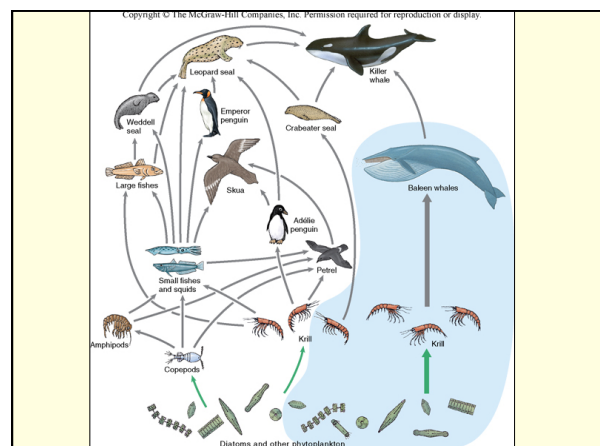 Copyright © The McGraw-Hill Companies, Inc. Permission required for reproduction or display.
Leopard seal
Killer
whale
Weddell
seal
Emperor
penguin
Crabeater seal
Large fishes
Skua
Baleen whales
Adélie
penguin
Petrel
Small fishes
and squids
Amphipods
Krill
Krill
Copepods
Diatoms and other phytoplankton